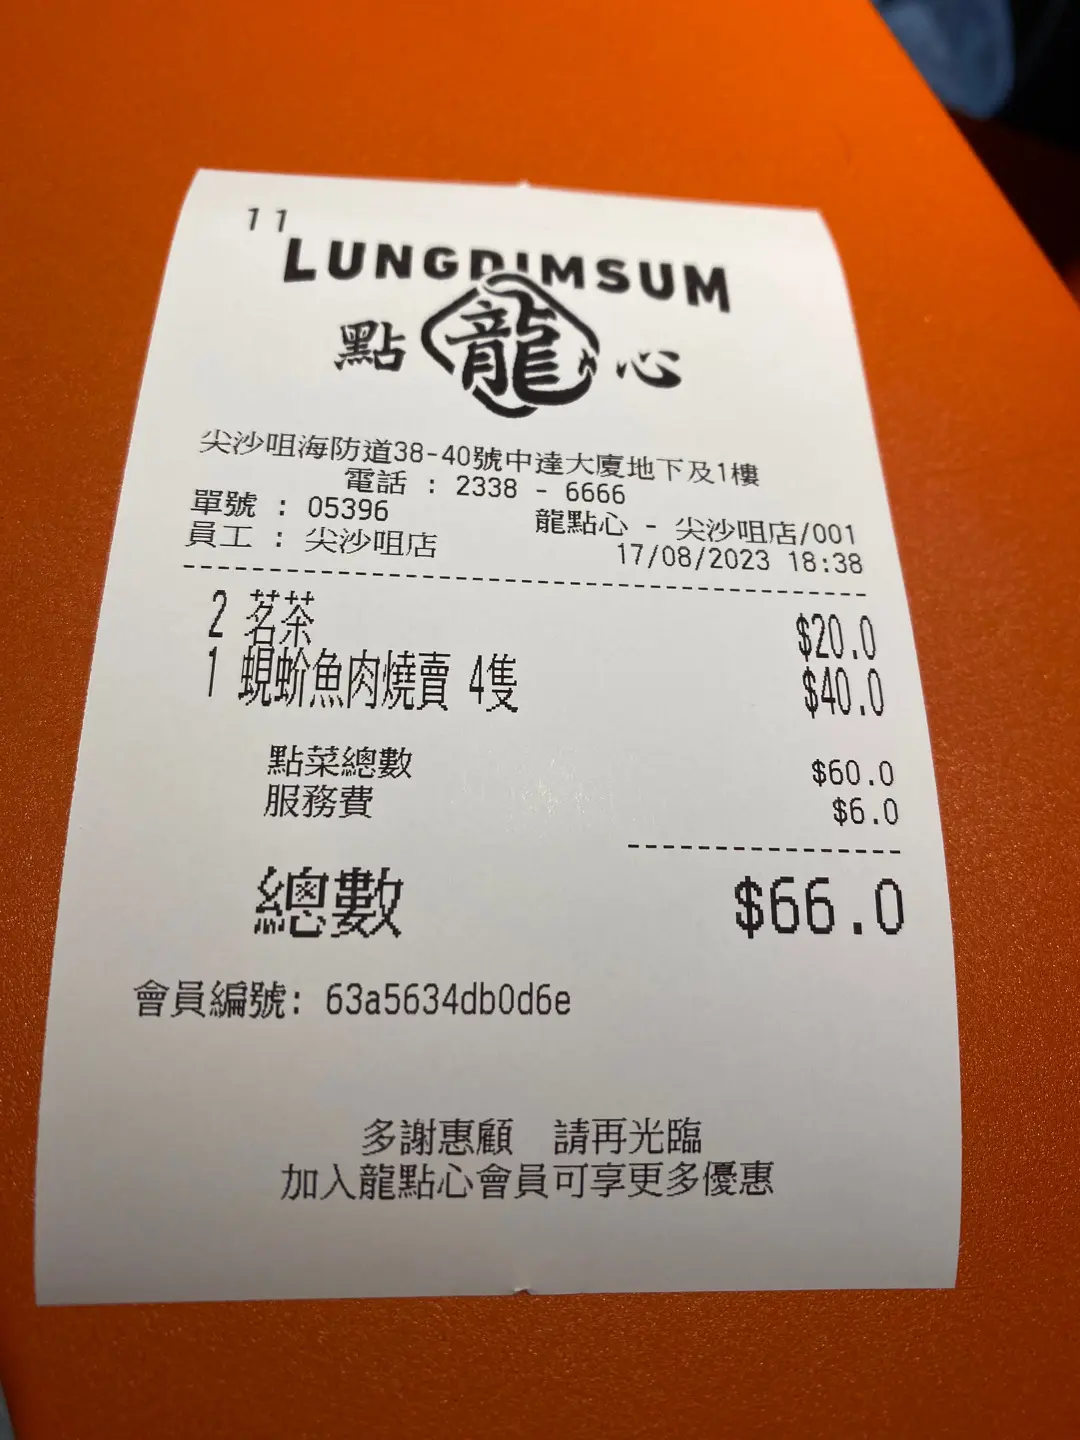 11
LUNGDIMSUM
點 龍 心
尖沙咀海防道38-40號中達大廈地下及1樓
電話 : 2338 - 6666
單號 : 05396 龍點心 - 尖沙咀店/001
員工 : 尖沙咀店 17/08/2023 18:38
2 茗茶 $20.0
1 蜆蚧魚肉燒賣 4隻 $40.0
點菜總數 $60.0
服務費 $6.0
總數 $66.0
會員編號: 63a5634db0d6e
多謝惠顧 請再光臨
加入龍點心會員可享更多優惠